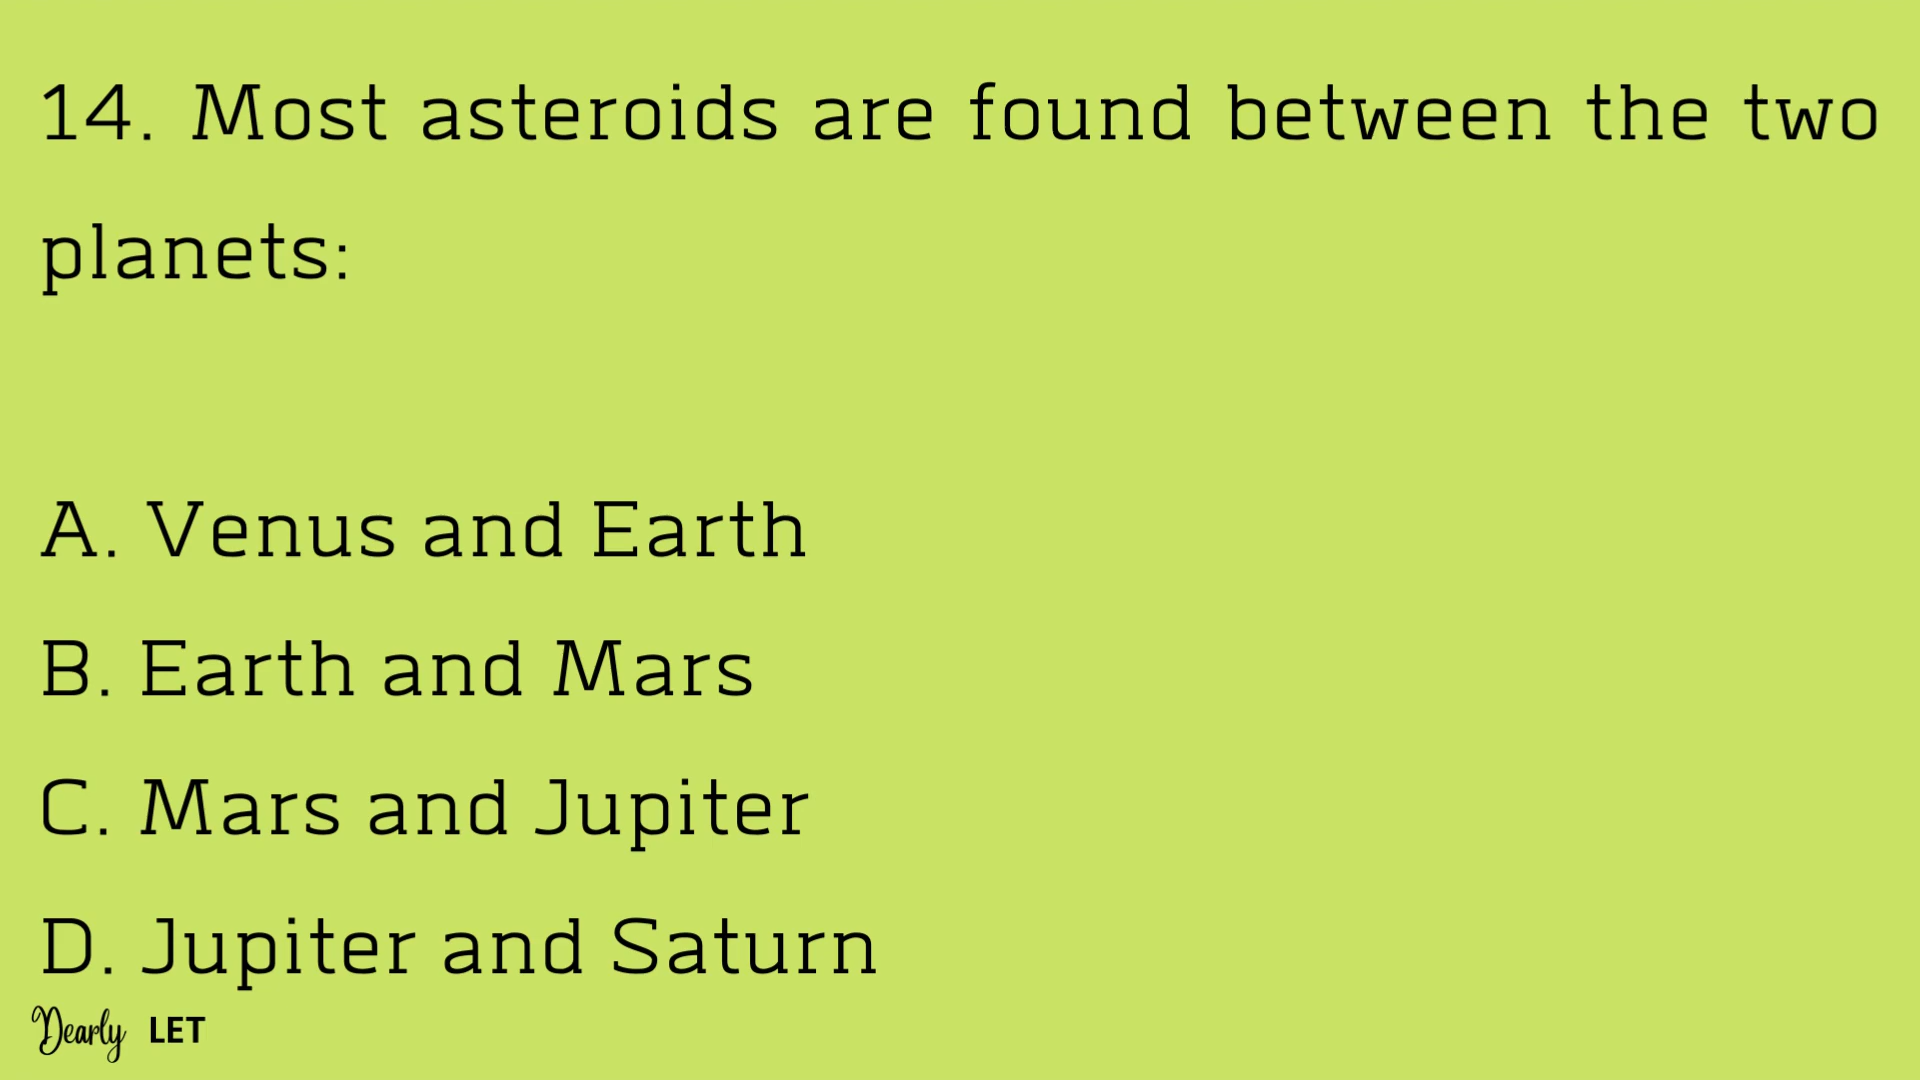 14. Most asteroids are found between the two
planets:
A. Venus and Earth
B. Earth and Mars
C. Mars and Jupiter
D. Jupiter and Saturn
Dearly LET